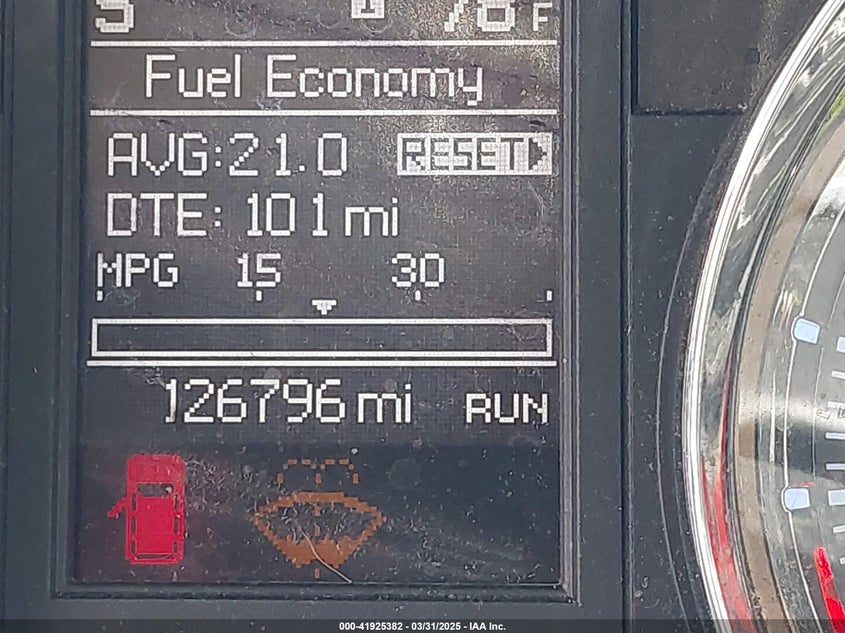 S 78F
Fuel Economy
AVG:21.0 RESET
DTE: 101 mi
MPG 15 30
126796 mi RUN
000-41925382 - 03/31/2025 - IAA Inc.